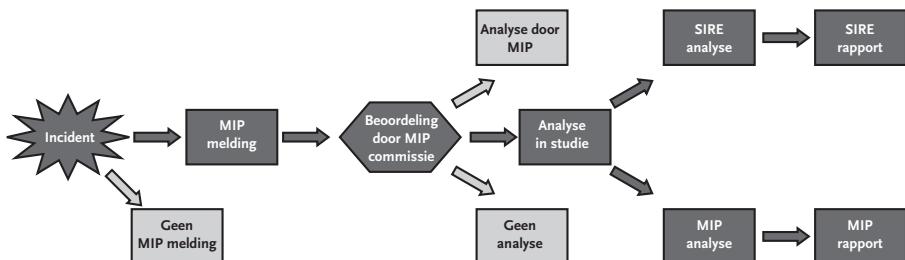 Incident
MIP
melding
Geen
MIP melding
Beoordeling
door MIP
commissie
Analyse door
MIP
Analyse
in studie
Geen
analyse
SIRE
analyse
SIRE
rapport
MIP
analyse
MIP
rapport